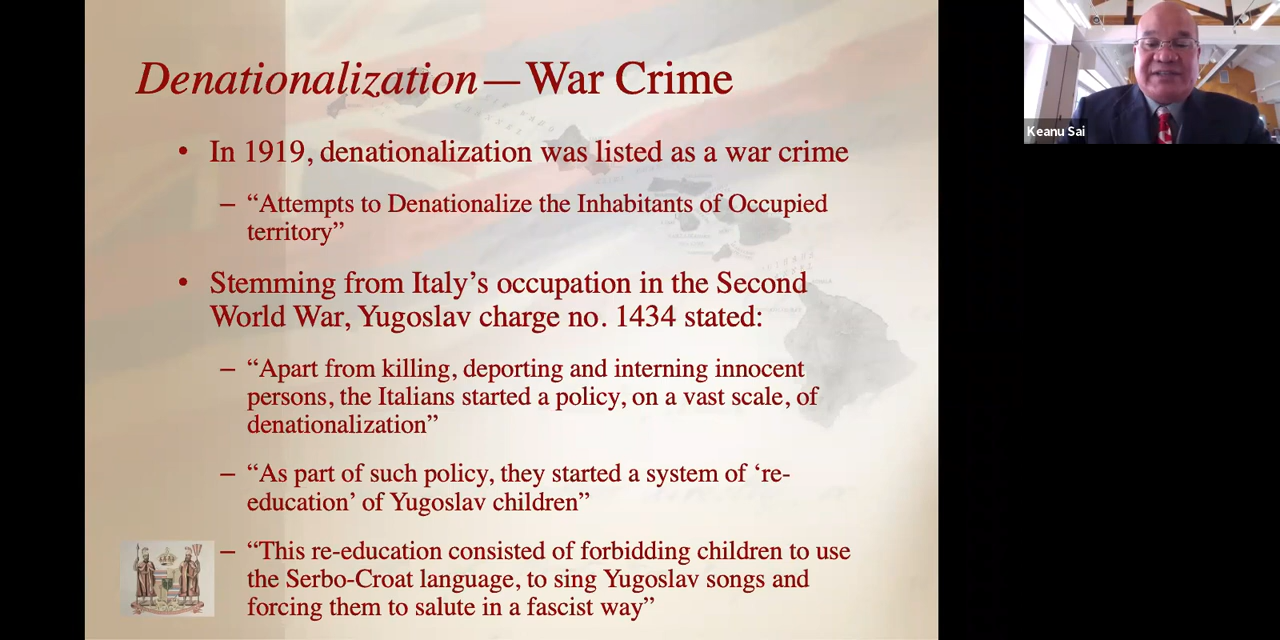 Denationalization—War Crime
• In 1919, denationalization was listed as a war crime
– “Attempts to Denationalize the Inhabitants of Occupied
territory”
• Stemming from Italy’s occupation in the Second
World War, Yugoslav charge no. 1434 stated:
– “Apart from killing, deporting and interning innocent
persons, the Italians started a policy, on a vast scale, of
denationalization”
– “As part of such policy, they started a system of ‘re-
education’ of Yugoslav children”
– “This re-education consisted of forbidding children to use
the Serbo-Croat language, to sing Yugoslav songs and
forcing them to salute in a fascist way”
Keanu Sai